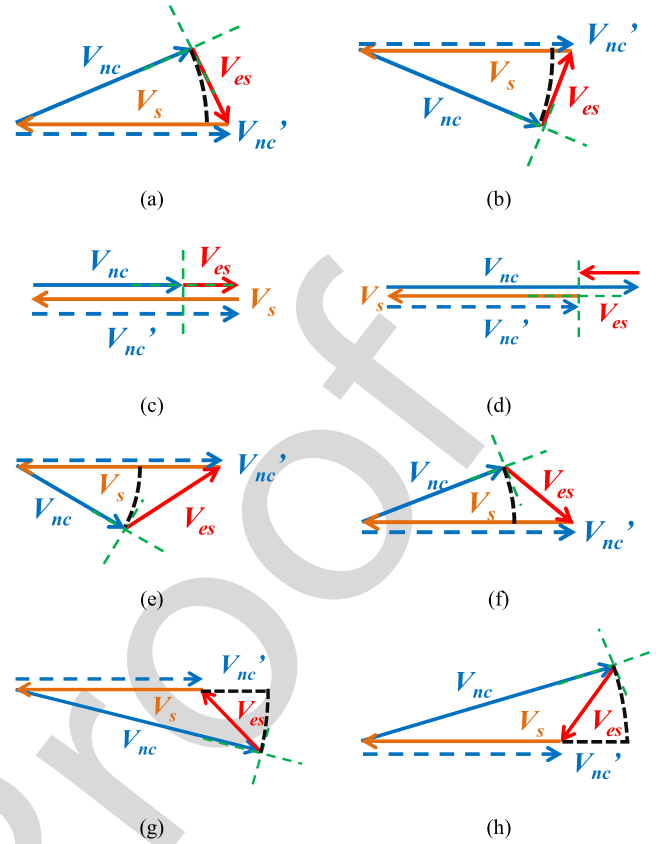 Vnc Ves Vs Vnc’
(a)
Vnc’ Vs Vnc Ves
(b)
Vnc Ves Vs Vnc’
(c)
Vnc Vs Vnc’ Ves
(d)
Vnc’ Vs Vnc Ves
(e)
Vnc Ves Vs Vnc’
(f)
Vnc’ Vs Ves Vnc
(g)
Vnc Vs Ves Vnc’
(h)
Proof